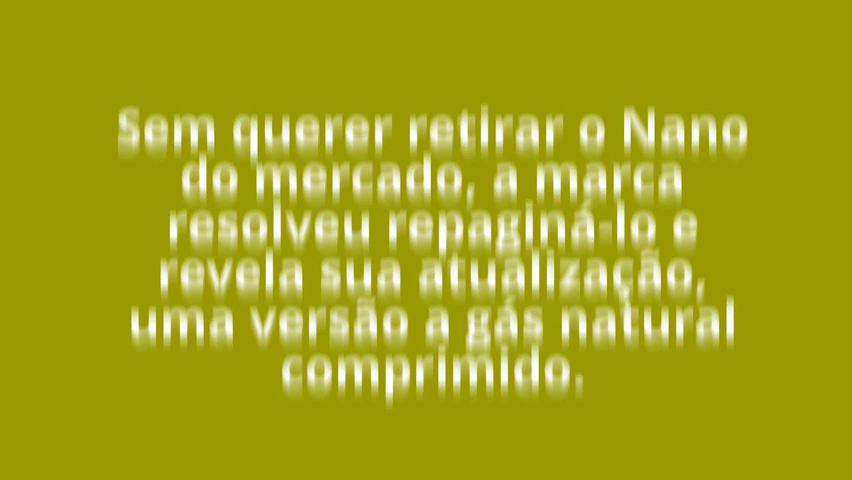 Sem querer retirar o Nano
do mercado, a marca
resolveu repaginá-lo e
revela sua atualização,
uma versão a gás natural
comprimido.